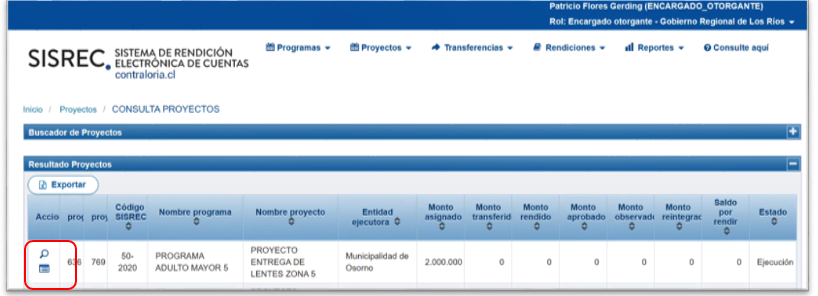 Patricio Flores Gerding (ENCARGADO_OTORGANTE)
Rol: Encargado otorgante - Gobierno Regional de Los Ríos
SISREC. SISTEMA DE RENDICIÓN
ELECTRÓNICA DE CUENTAS
contraloria.cl
Programas Proyectos Transferencias Rendiciones Reportes Consulte aquí
Inicio / Proyectos / CONSULTA PROYECTOS
Buscador de Proyectos
Resultado Proyectos
Exportar
Accio proy proy Código SISREC Nombre programa Nombre proyecto Entidad ejecutora Monto asignado Monto transferid Monto rendido Monto aprobado Monto observado Monto reintegrac Saldo por rendir Estado
636 769 50-2020 PROGRAMA ADULTO MAYOR 5 PROYECTO ENTREGA DE LENTES ZONA 5 Municipalidad de Osorno 2.000.000 0 0 0 0 0 0 Ejecución